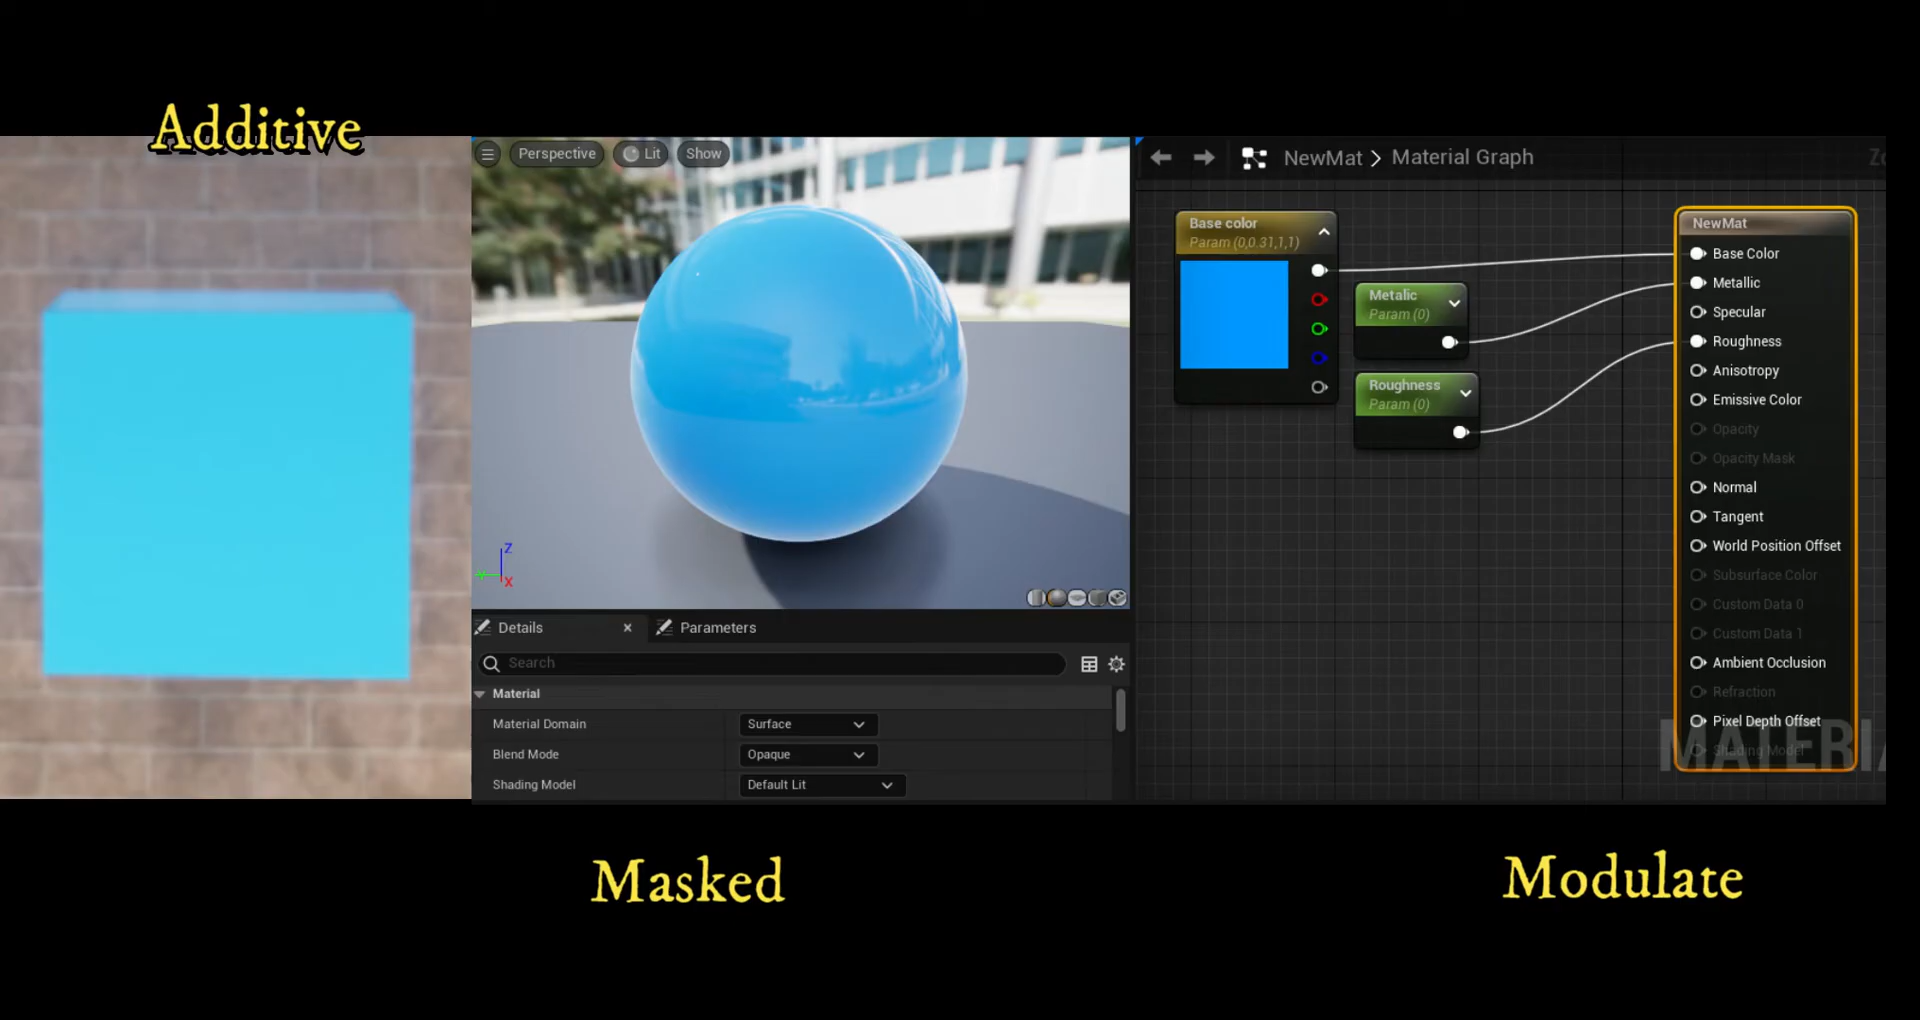 Additive
Perspective
Lit
Show
NewMat > Material Graph
Base color
Param (0,0.31,1,1)
Metalic
Param (0)
Roughness
Param (0)
NewMat
Base Color
Metallic
Specular
Roughness
Anisotropy
Emissive Color
Opacity
Opacity Mask
Normal
Tangent
World Position Offset
Subsurface Color
Custom Data 0
Custom Data 1
Ambient Occlusion
Refraction
Pixel Depth Offset
Shading Model
MATERI
Z
Y
X
Details
Parameters
Search
Material
Material Domain Surface
Blend Mode Opaque
Shading Model Default Lit
Masked
Modulate